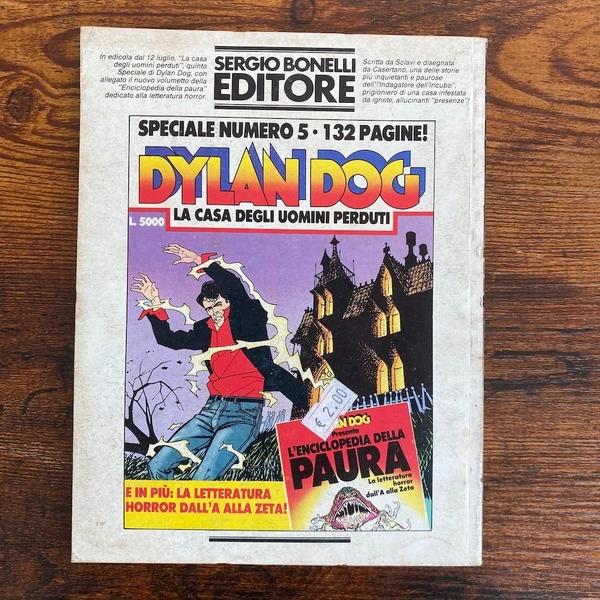 In edicola dal 12 luglio, "La casa
degli uomini perduti", quinto
Speciale di Dylan Dog, con
allegato il nuovo volumetto della
"Enciclopedia della paura"
dedicato alla letteratura horror.
SERGIO BONELLI
EDITORE
Scritta da Sclavi e disegnata
da Casertano, una delle storie
più inquietanti e paurose
dell'"Indagatore dell'Incubo",
prigioniero di una casa infestata
da ignote, allucinanti "presenze"!
SPECIALE NUMERO 5 • 132 PAGINE!
DYLAN DOG
L. 5000
LA CASA DEGLI UOMINI PERDUTI
€ 2.00
AN DOG
Presenta
L'ENCICLOPEDIA DELLA
PAURA
La letteratura
horror
dall'A alla Zeta
E IN PIÙ: LA LETTERATURA
HORROR DALL'A ALLA ZETA!